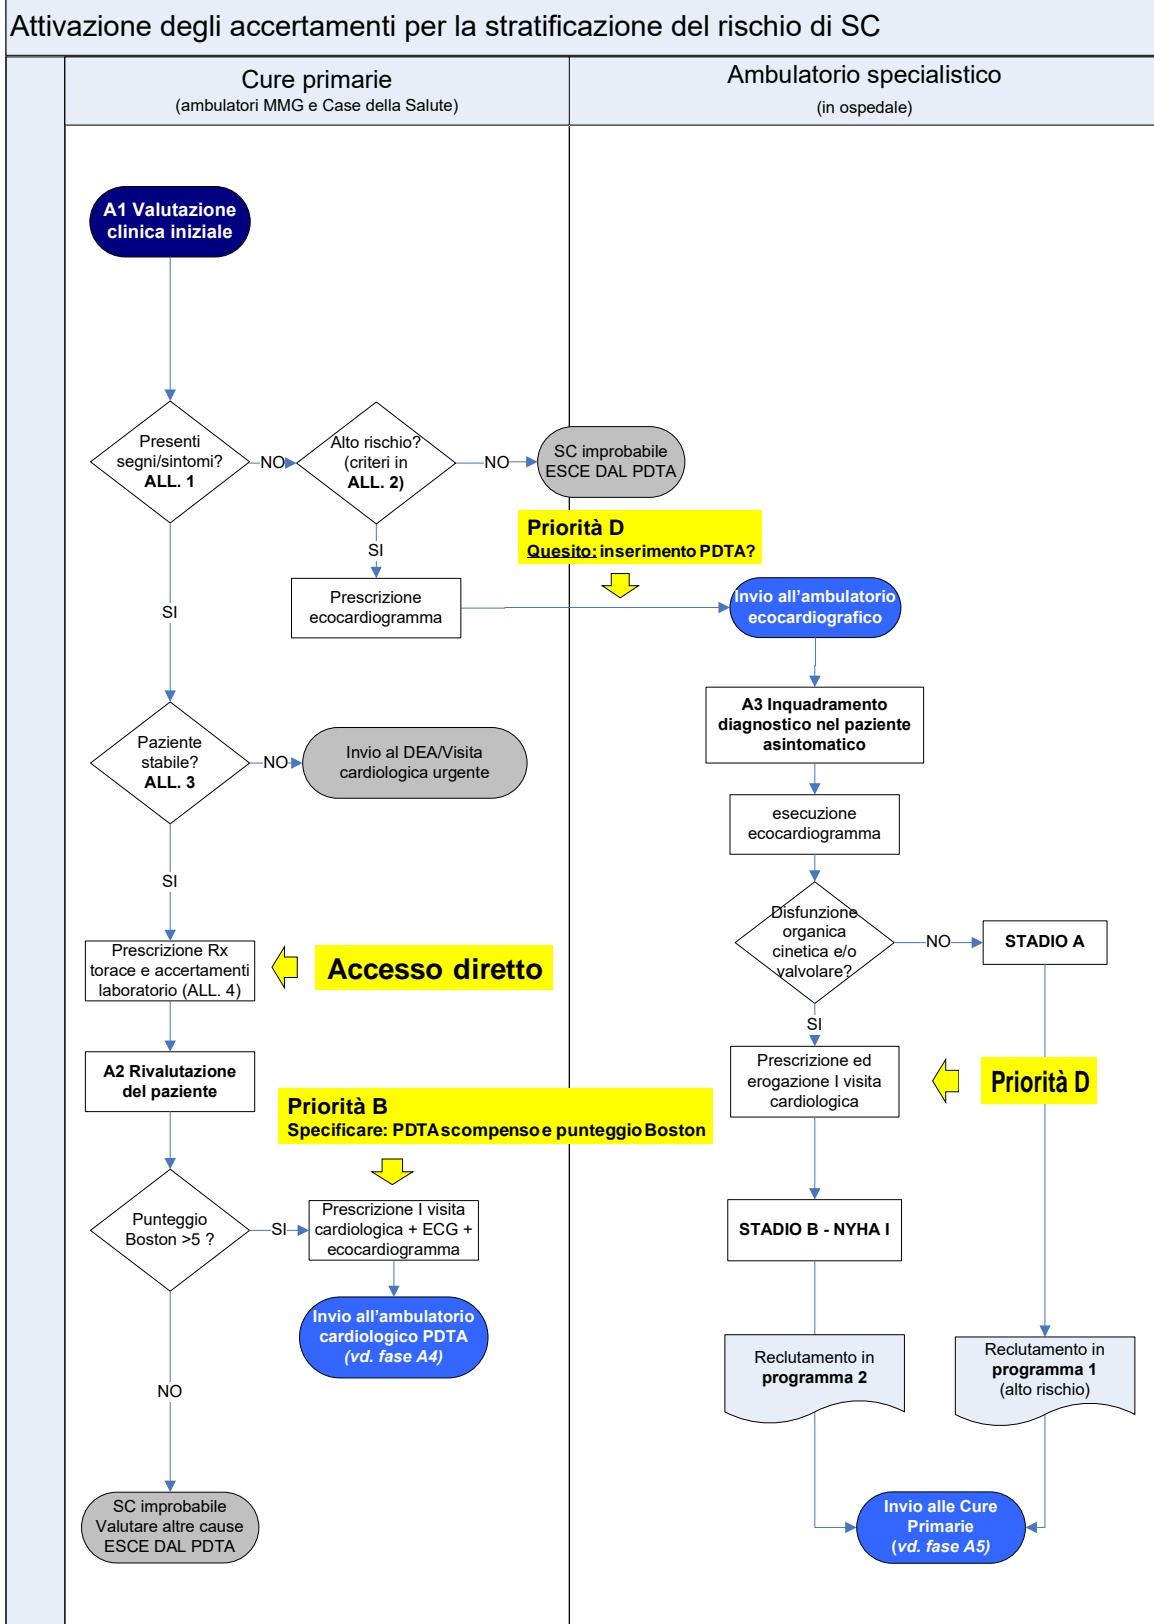 Attivazione degli accertamenti per la stratificazione del rischio di SC
Cure primarie
(ambulatori MMG e Case della Salute)
Ambulatorio specialistico
(in ospedale)
A1 Valutazione
clinica iniziale
Presenti
segni/sintomi?
ALL. 1
NO
Alto rischio?
(criteri in
ALL. 2)
NO
SC improbabile
ESCE DAL PDTA
SI
Priorità D
Quesito: inserimento PDTA?
Prescrizione
ecocardiogramma
Invio all'ambulatorio
ecocardiografico
SI
A3 Inquadramento
diagnostico nel paziente
asintomatico
Paziente
stabile?
ALL. 3
NO
Invio al DEA/Visita
cardiologica urgente
esecuzione
ecocardiogramma
SI
Disfunzione
organica
cinetica e/o
valvolare?
NO
STADIO A
Prescrizione Rx
torace e accertamenti
laboratorio (ALL. 4)
Accesso diretto
SI
A2 Rivalutazione
del paziente
Prescrizione ed
erogazione I visita
cardiologica
Priorità D
Priorità B
Specificare: PDTA scompenso e punteggio Boston
Punteggio
Boston >5 ?
SI
Prescrizione I visita
cardiologica + ECG +
ecocardiogramma
STADIO B - NYHA I
Invio all'ambulatorio
cardiologico PDTA
(vd. fase A4)
Reclutamento in
programma 2
Reclutamento in
programma 1
(alto rischio)
NO
SC improbabile
Valutare altre cause
ESCE DAL PDTA
Invio alle Cure
Primarie
(vd. fase A5)